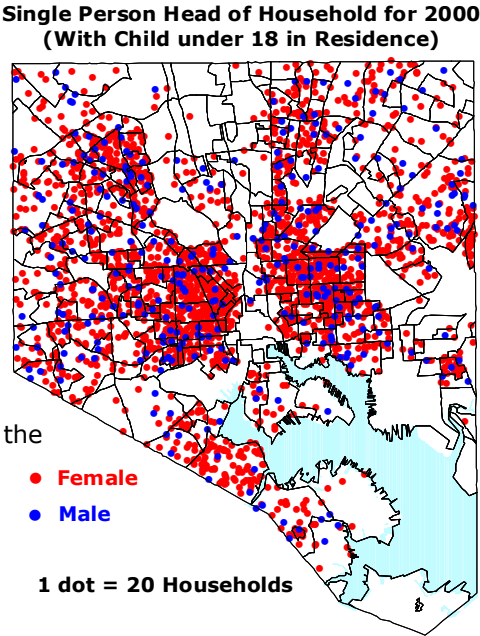 Single Person Head of Household for 2000
(With Child under 18 in Residence)
the
Female
Male
1 dot = 20 Households